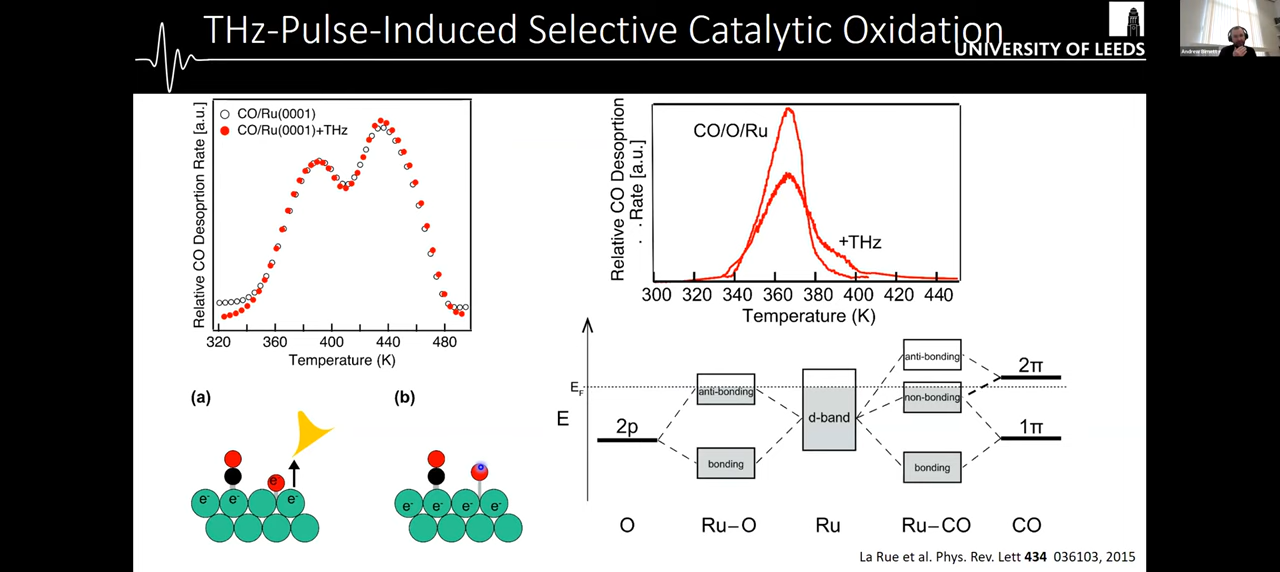 THz-Pulse-Induced Selective Catalytic Oxidation
UNIVERSITY OF LEEDS
CO/Ru(0001)
CO/Ru(0001)+THz
Relative CO Desoprtion Rate [a.u.]
320 360 400 440 480
Temperature (K)
Relative CO Desoprtion
Rate [a.u.]
CO/O/Ru
+THz
300 320 340 360 380 400 420 440
Temperature (K)
(a)
e-
e- e- e-
(b)
e- e- e- e-
E
EF
2p
anti-bonding
bonding
d-band
anti-bonding
non-bonding
bonding
2π
1π
O Ru–O Ru Ru–CO CO
La Rue et al. Phys. Rev. Lett 434 036103, 2015